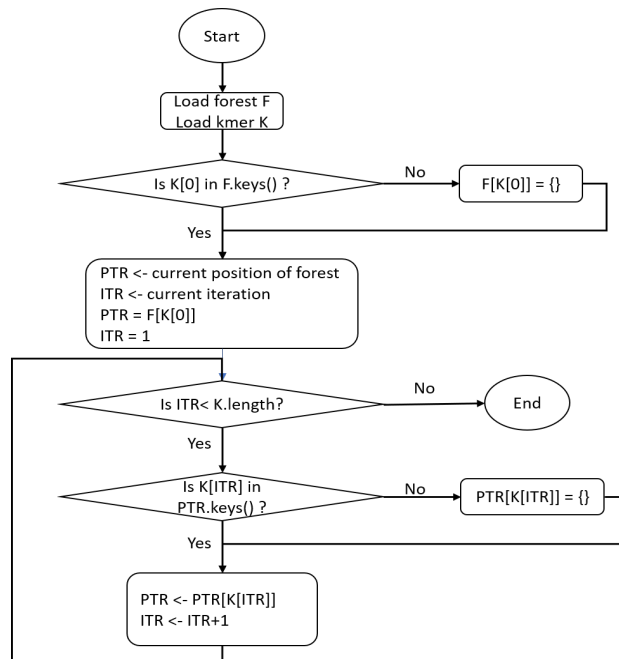 Start
Load forest F
Load kmer K
Is K[0] in F.keys() ?
No
F[K[0]] = {}
Yes
PTR <- current position of forest
ITR <- current iteration
PTR = F[K[0]]
ITR = 1
Is ITR< K.length?
No
End
Yes
Is K[ITR] in
PTR.keys() ?
No
PTR[K[ITR]] = {}
Yes
PTR <- PTR[K[ITR]]
ITR <- ITR+1